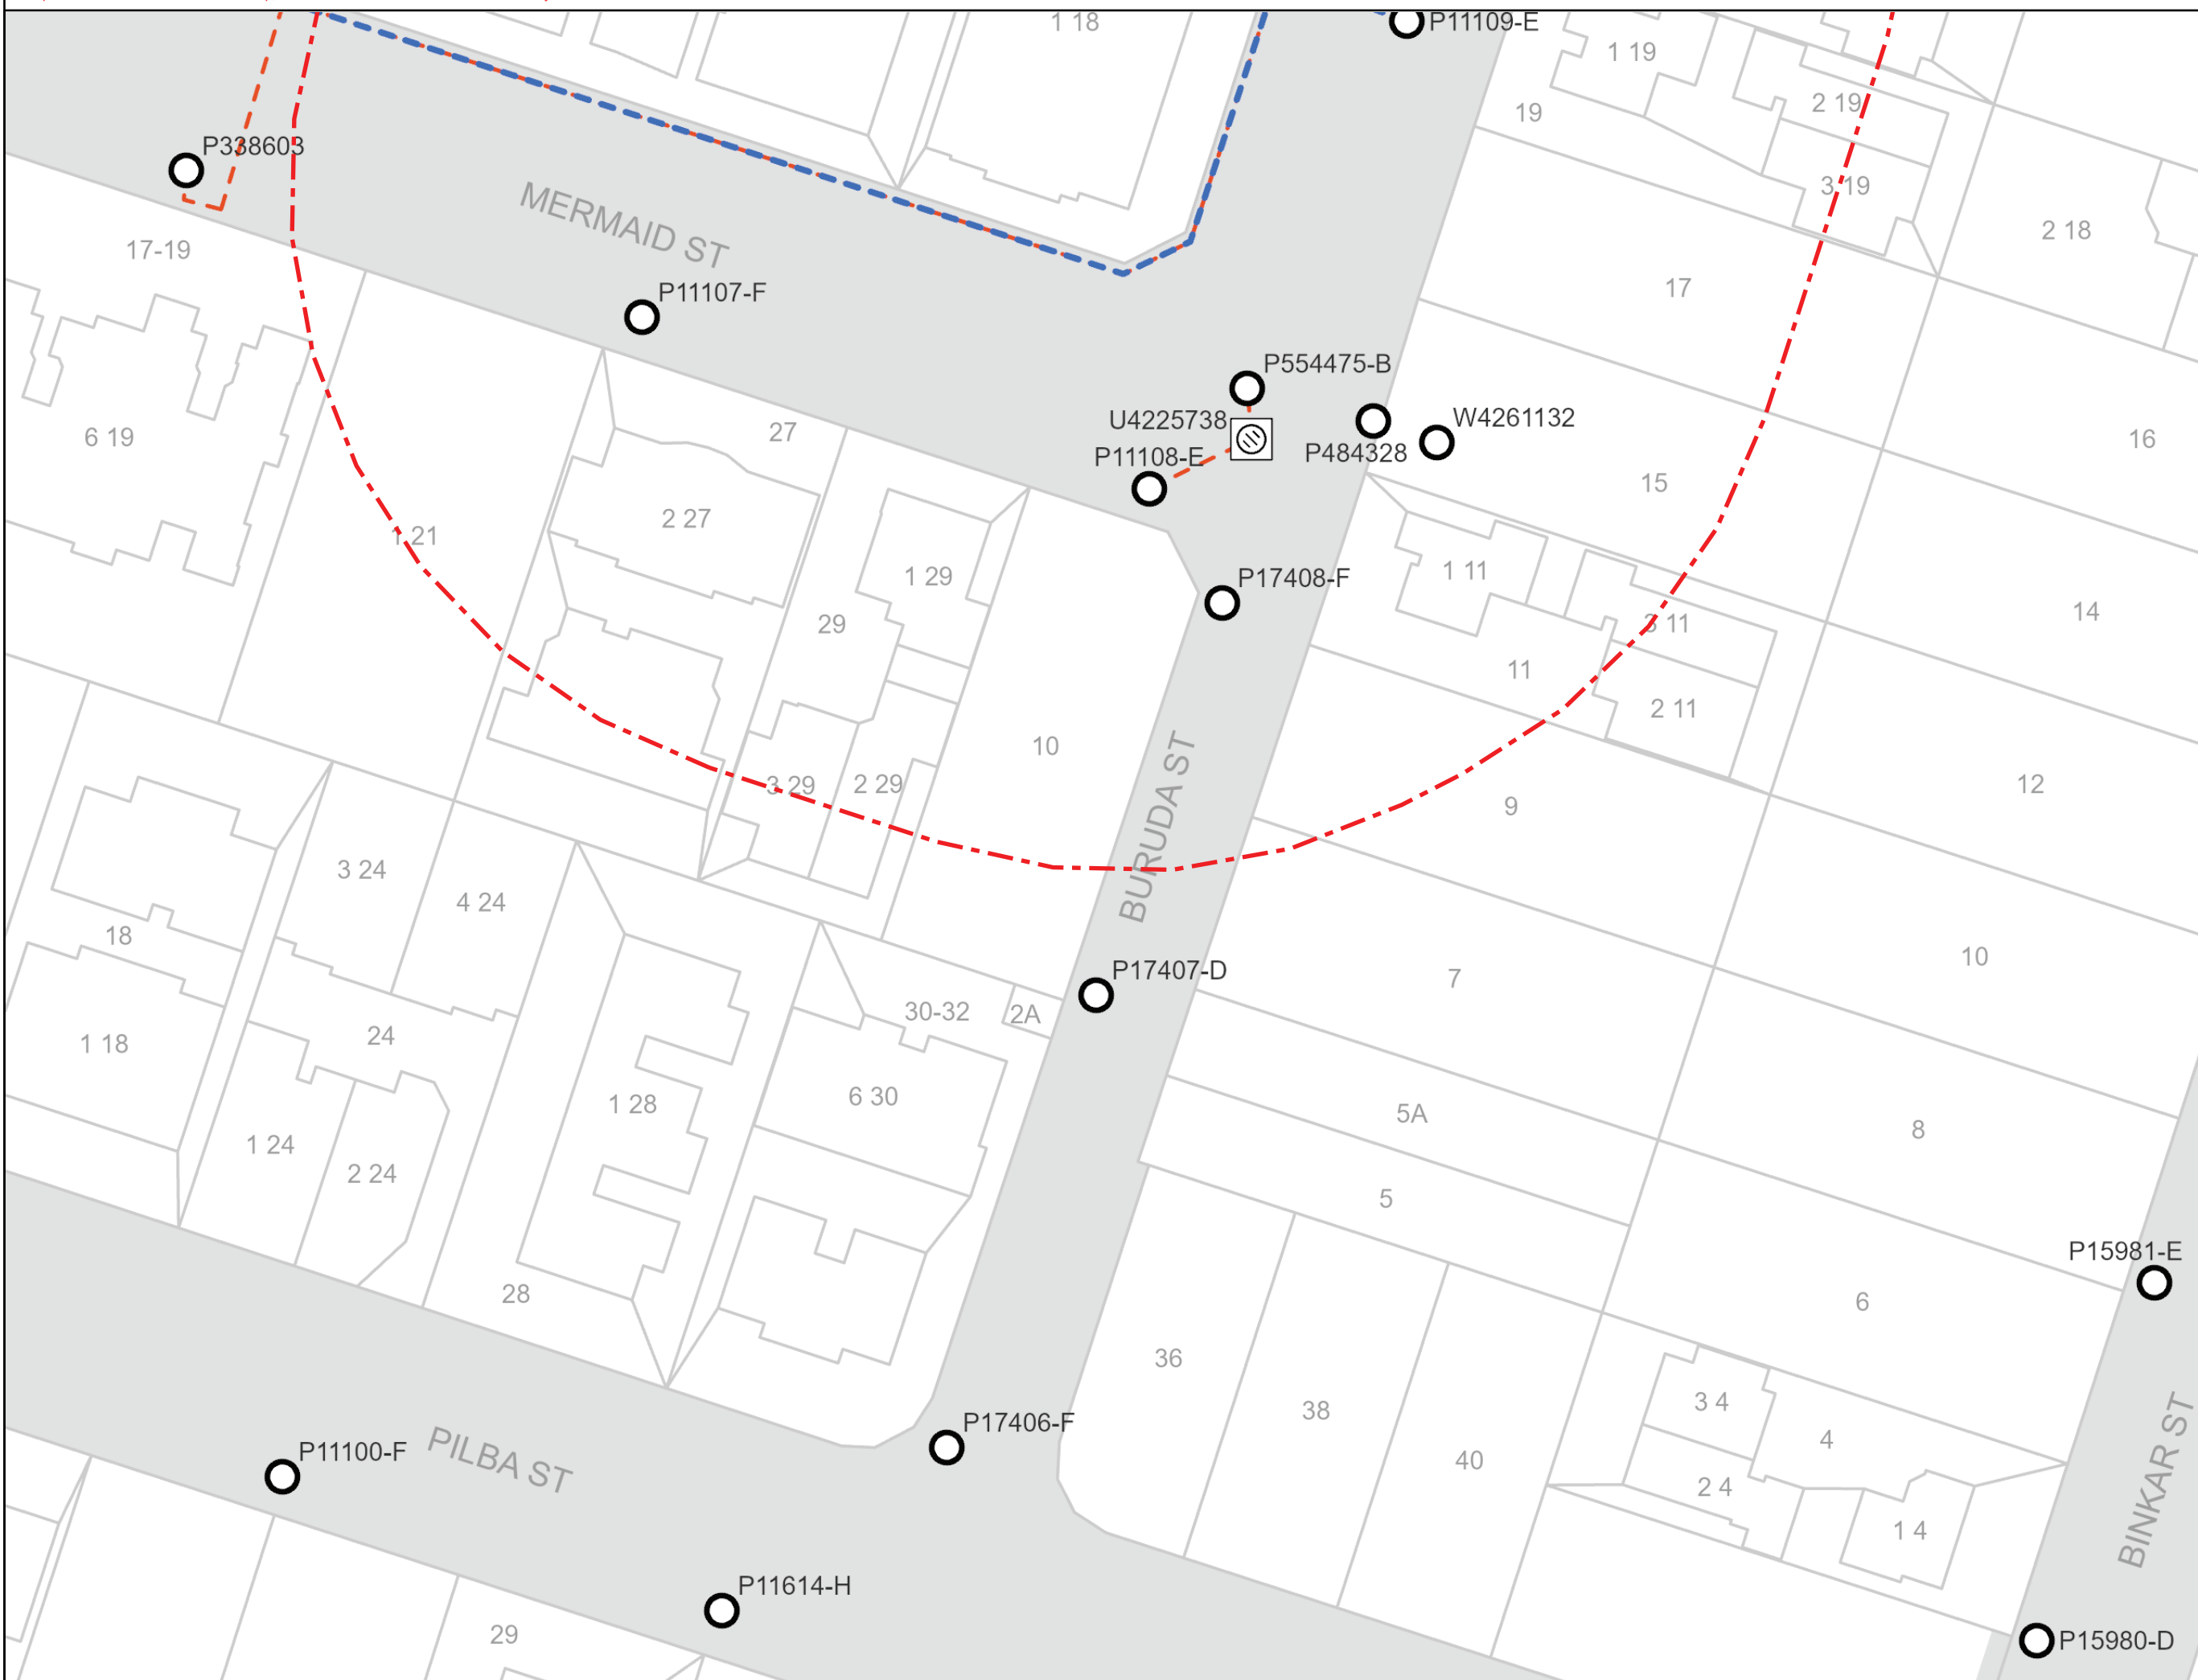 1 18
P11109-E
1 19
2 19
19
P338603
3 19
MERMAID ST
2 18
17-19
17
P11107-F
P554475-B
U4225738
W4261132
27
6 19
P484328
16
P11108-E
15
2 27
1 21
1 11
1 29
P17408-F
14
29
3 11
11
2 11
10
3 29
2 29
12
9
BURUDA ST
3 24
4 24
18
10
P17407-D
7
30-32
2A
24
1 18
6 30
1 28
5A
8
1 24
2 24
5
P15981-E
28
6
36
3 4
38
P17406-F
4
P11100-F
PILBA ST
40
2 4
BINKAR ST
1 4
P11614-H
29
P15980-D